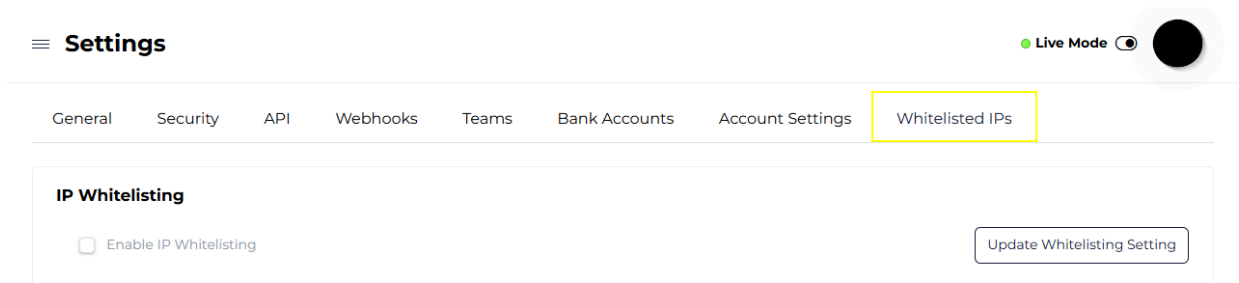 Settings
Live Mode
General Security API Webhooks Teams Bank Accounts Account Settings Whitelisted IPs
IP Whitelisting
Enable IP Whitelisting
Update Whitelisting Setting